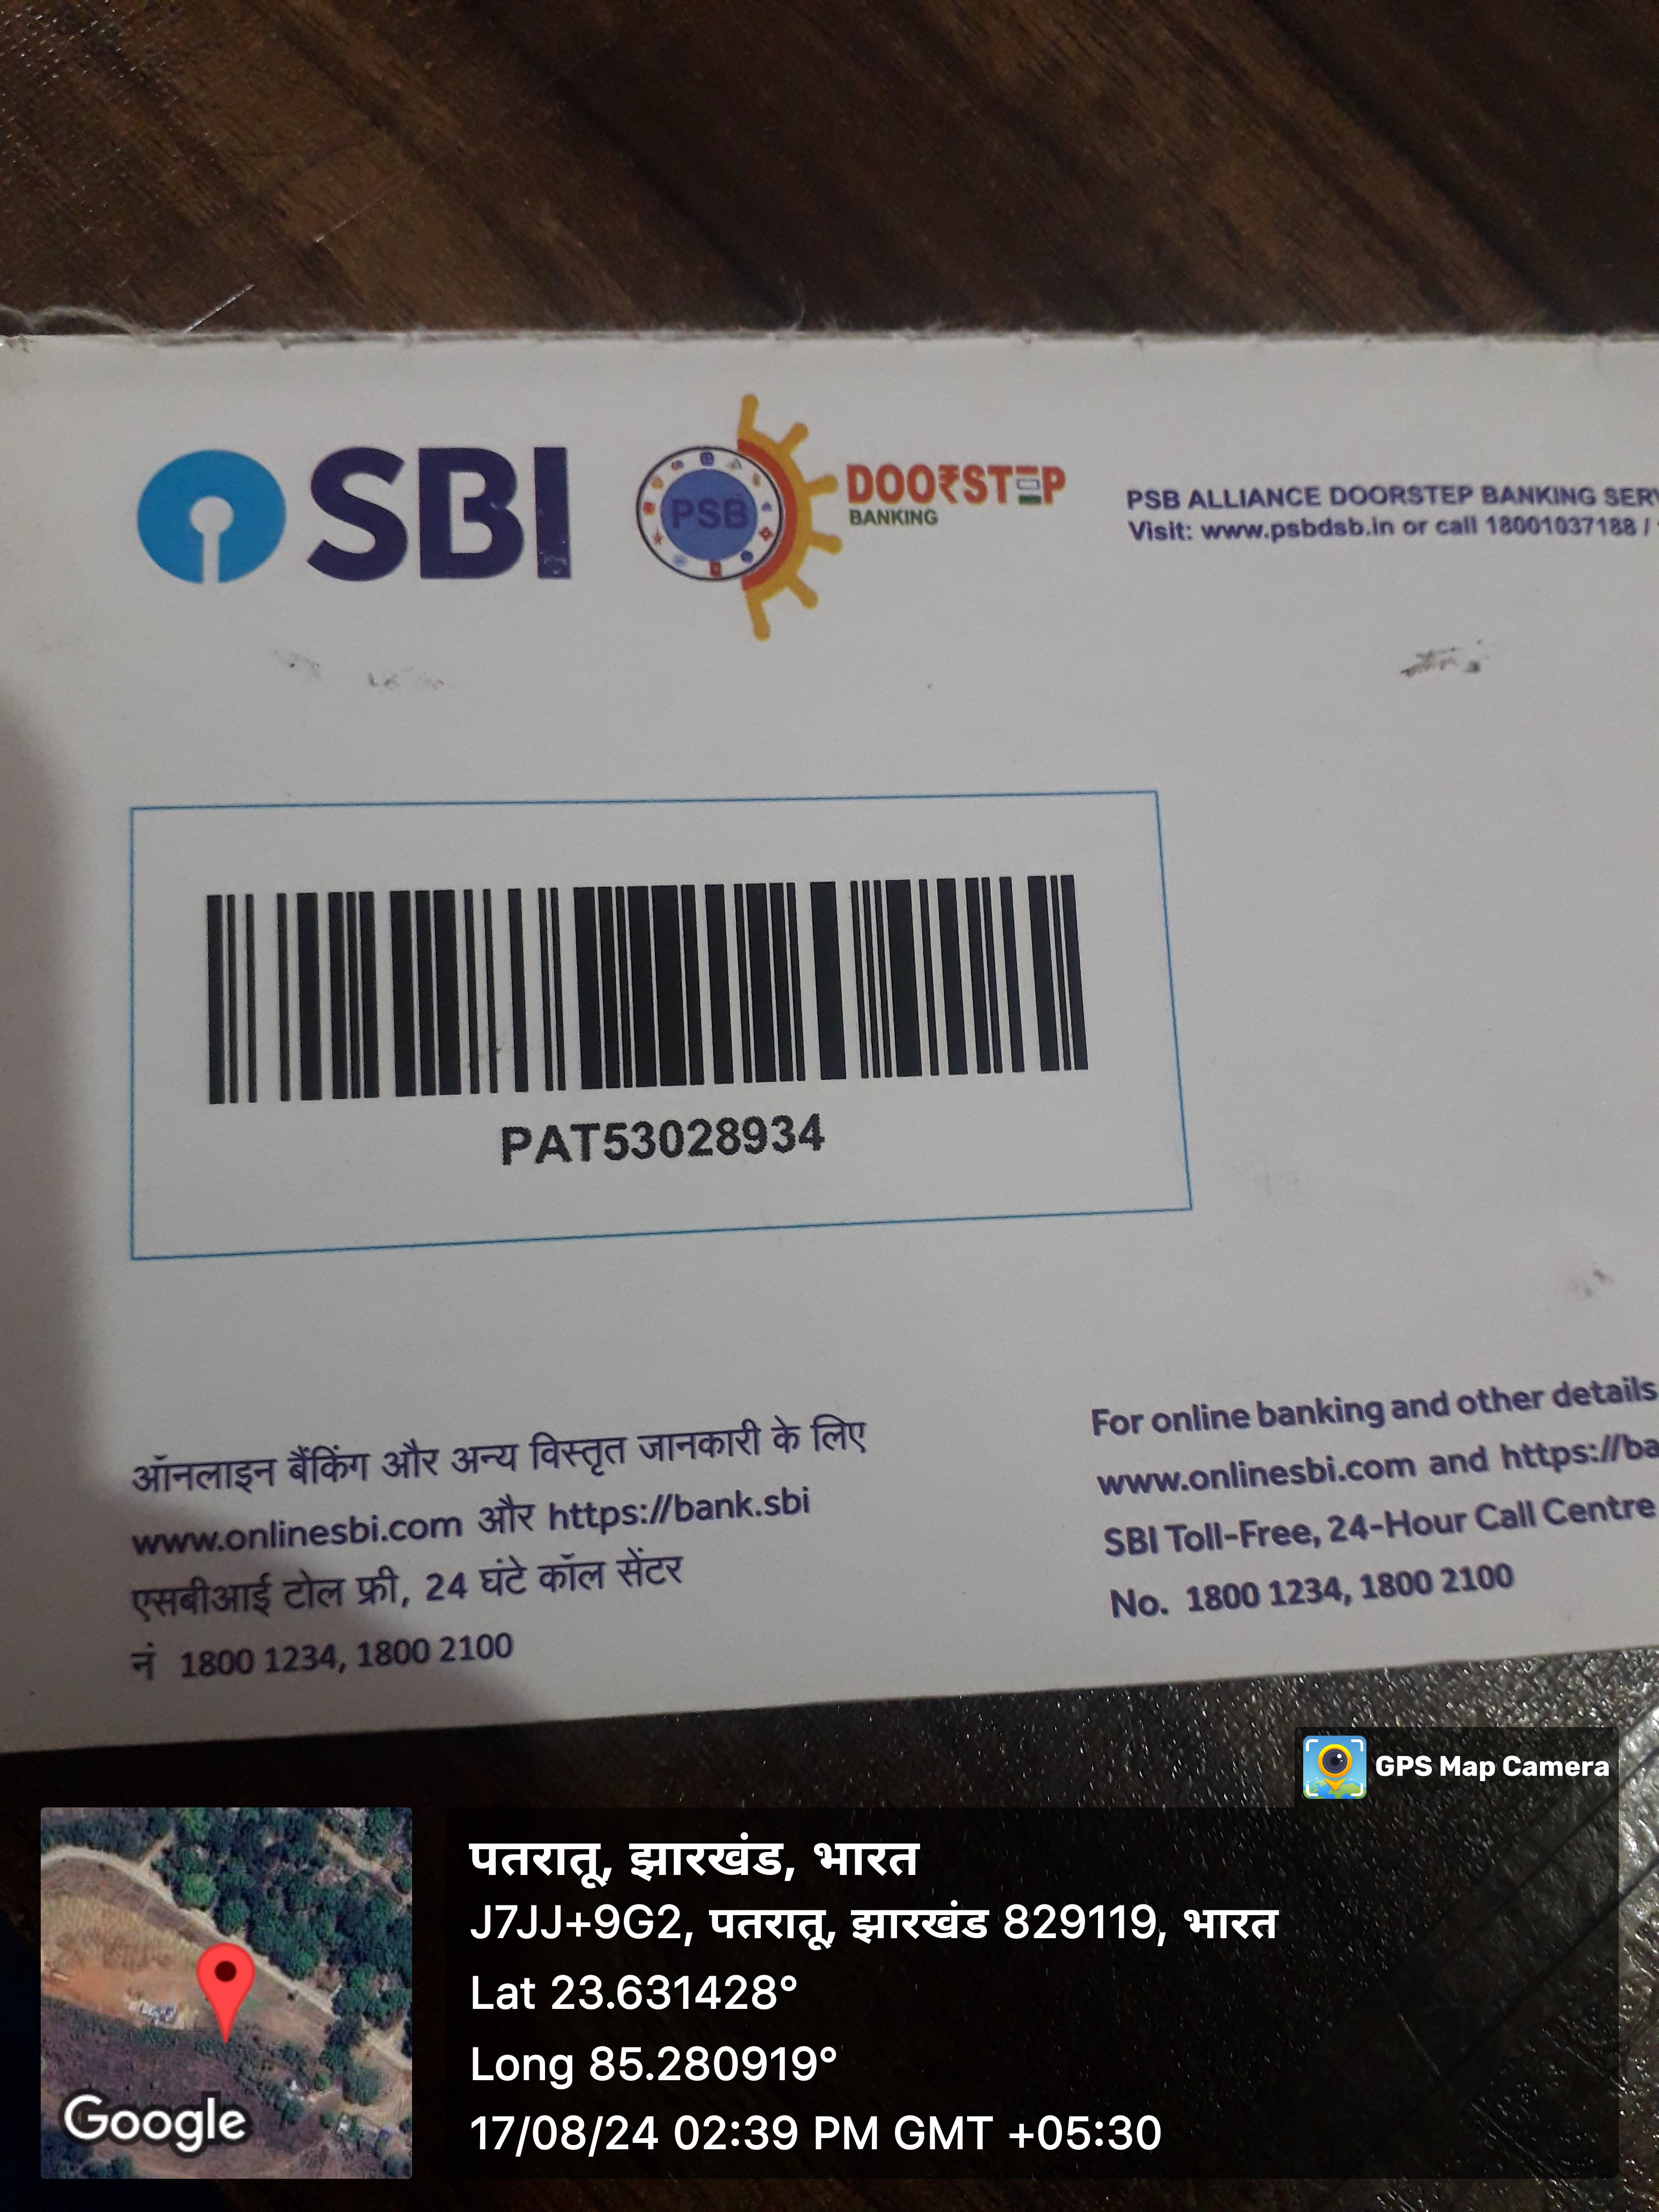 SBI
PSB
DOO₹STEP
BANKING
PSB ALLIANCE DOORSTEP BANKING
Visit: www.psbdsb.in or call 18001037188 /
PAT53028934
ऑनलाइन बैंकिंग और अन्य विस्तृत जानकारी के लिए
www.onlinesbi.com और https://bank.sbi
एसबीआई टोल फ्री, 24 घंटे कॉल सेंटर
नं 1800 1234, 1800 2100
For online banking and other details
www.onlinesbi.com and https://ba
SBI Toll-Free, 24-Hour Call Centre
No. 1800 1234, 1800 2100
GPS Map Camera
पतरातू, झारखंड, भारत
J7JJ+9G2, पतरातू, झारखंड 829119, भारत
Lat 23.631428°
Long 85.280919°
17/08/24 02:39 PM GMT +05:30
Google